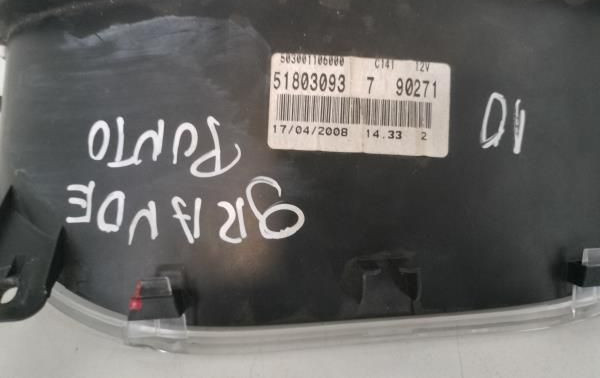 503001106000 C141 12V
51803093 7 90271
17/04/2008 14.33 2
GRANDE
PUNTO